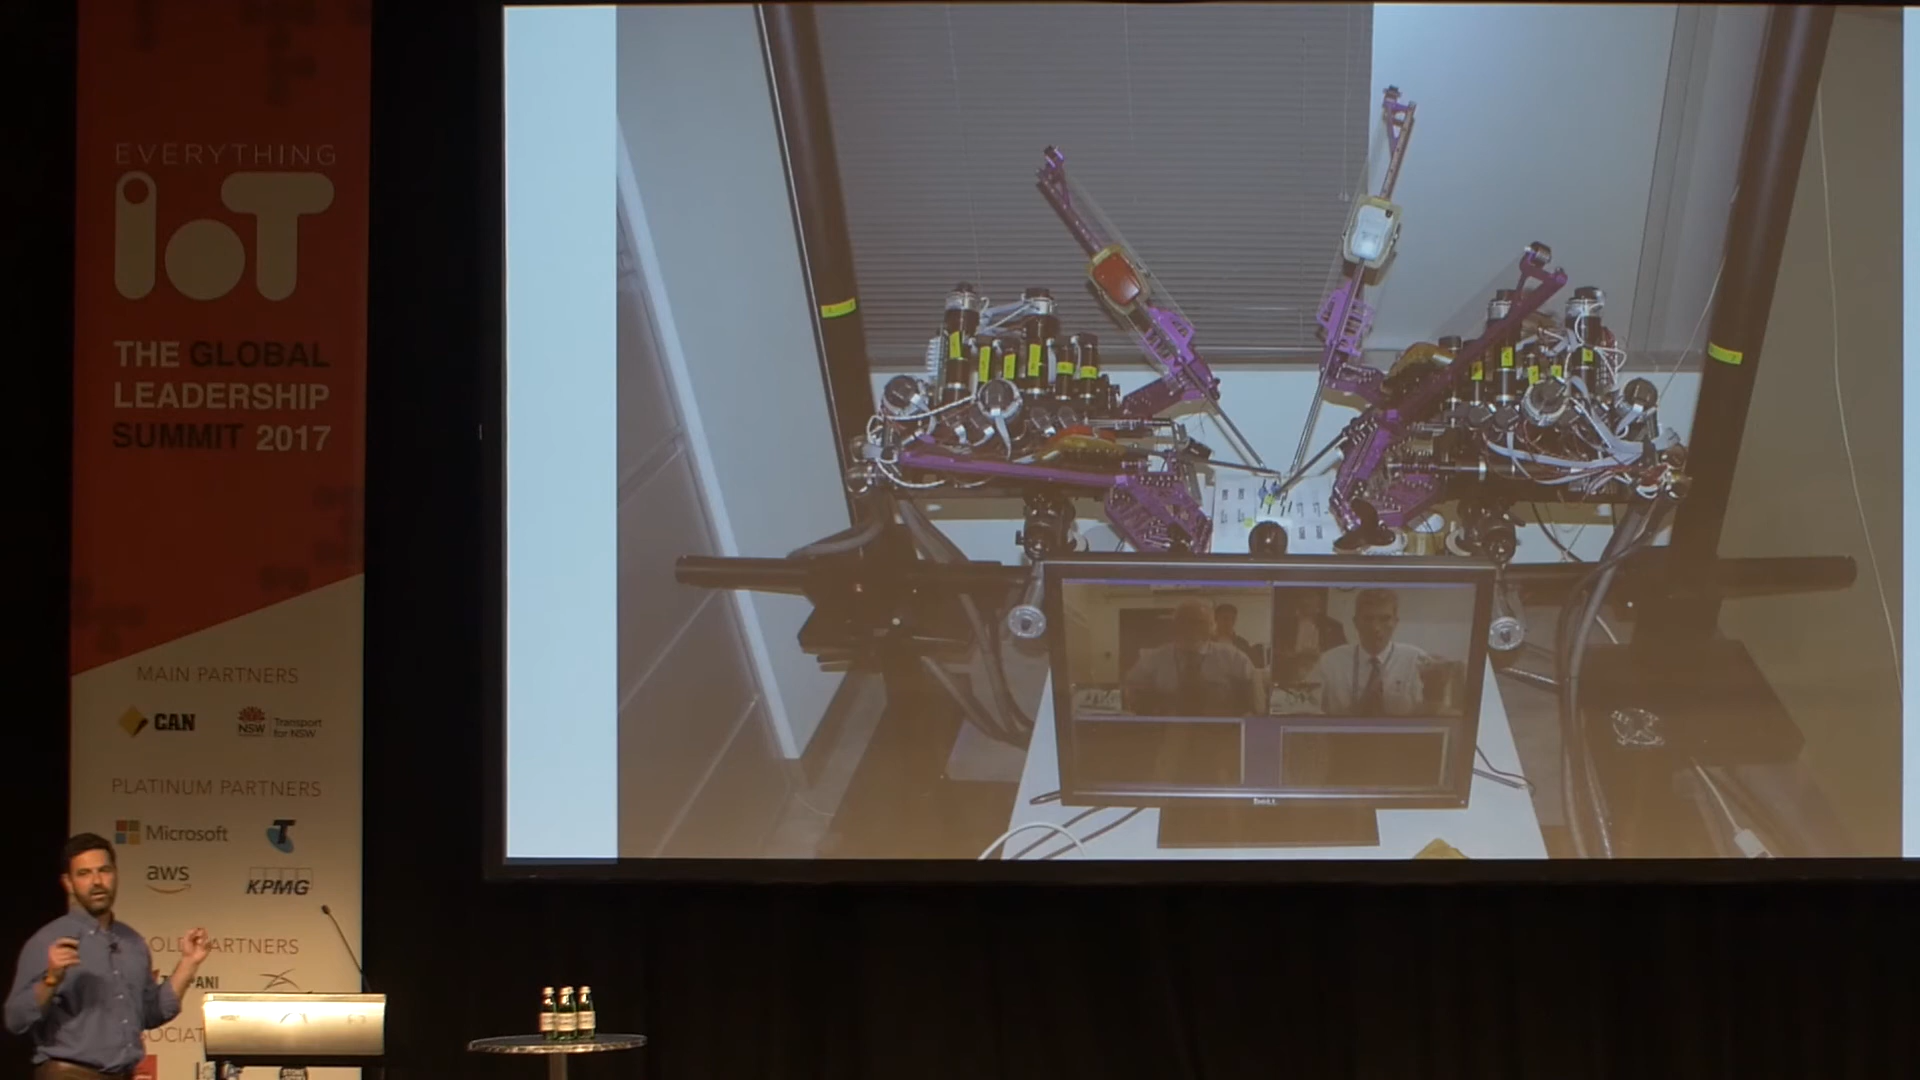 EVERYTHING
IoT
THE GLOBAL
LEADERSHIP
SUMMIT 2017
MAIN PARTNERS
CAN
NSW
Transport
for NSW
PLATINUM PARTNERS
Microsoft
T
aws
KPMG
DELL